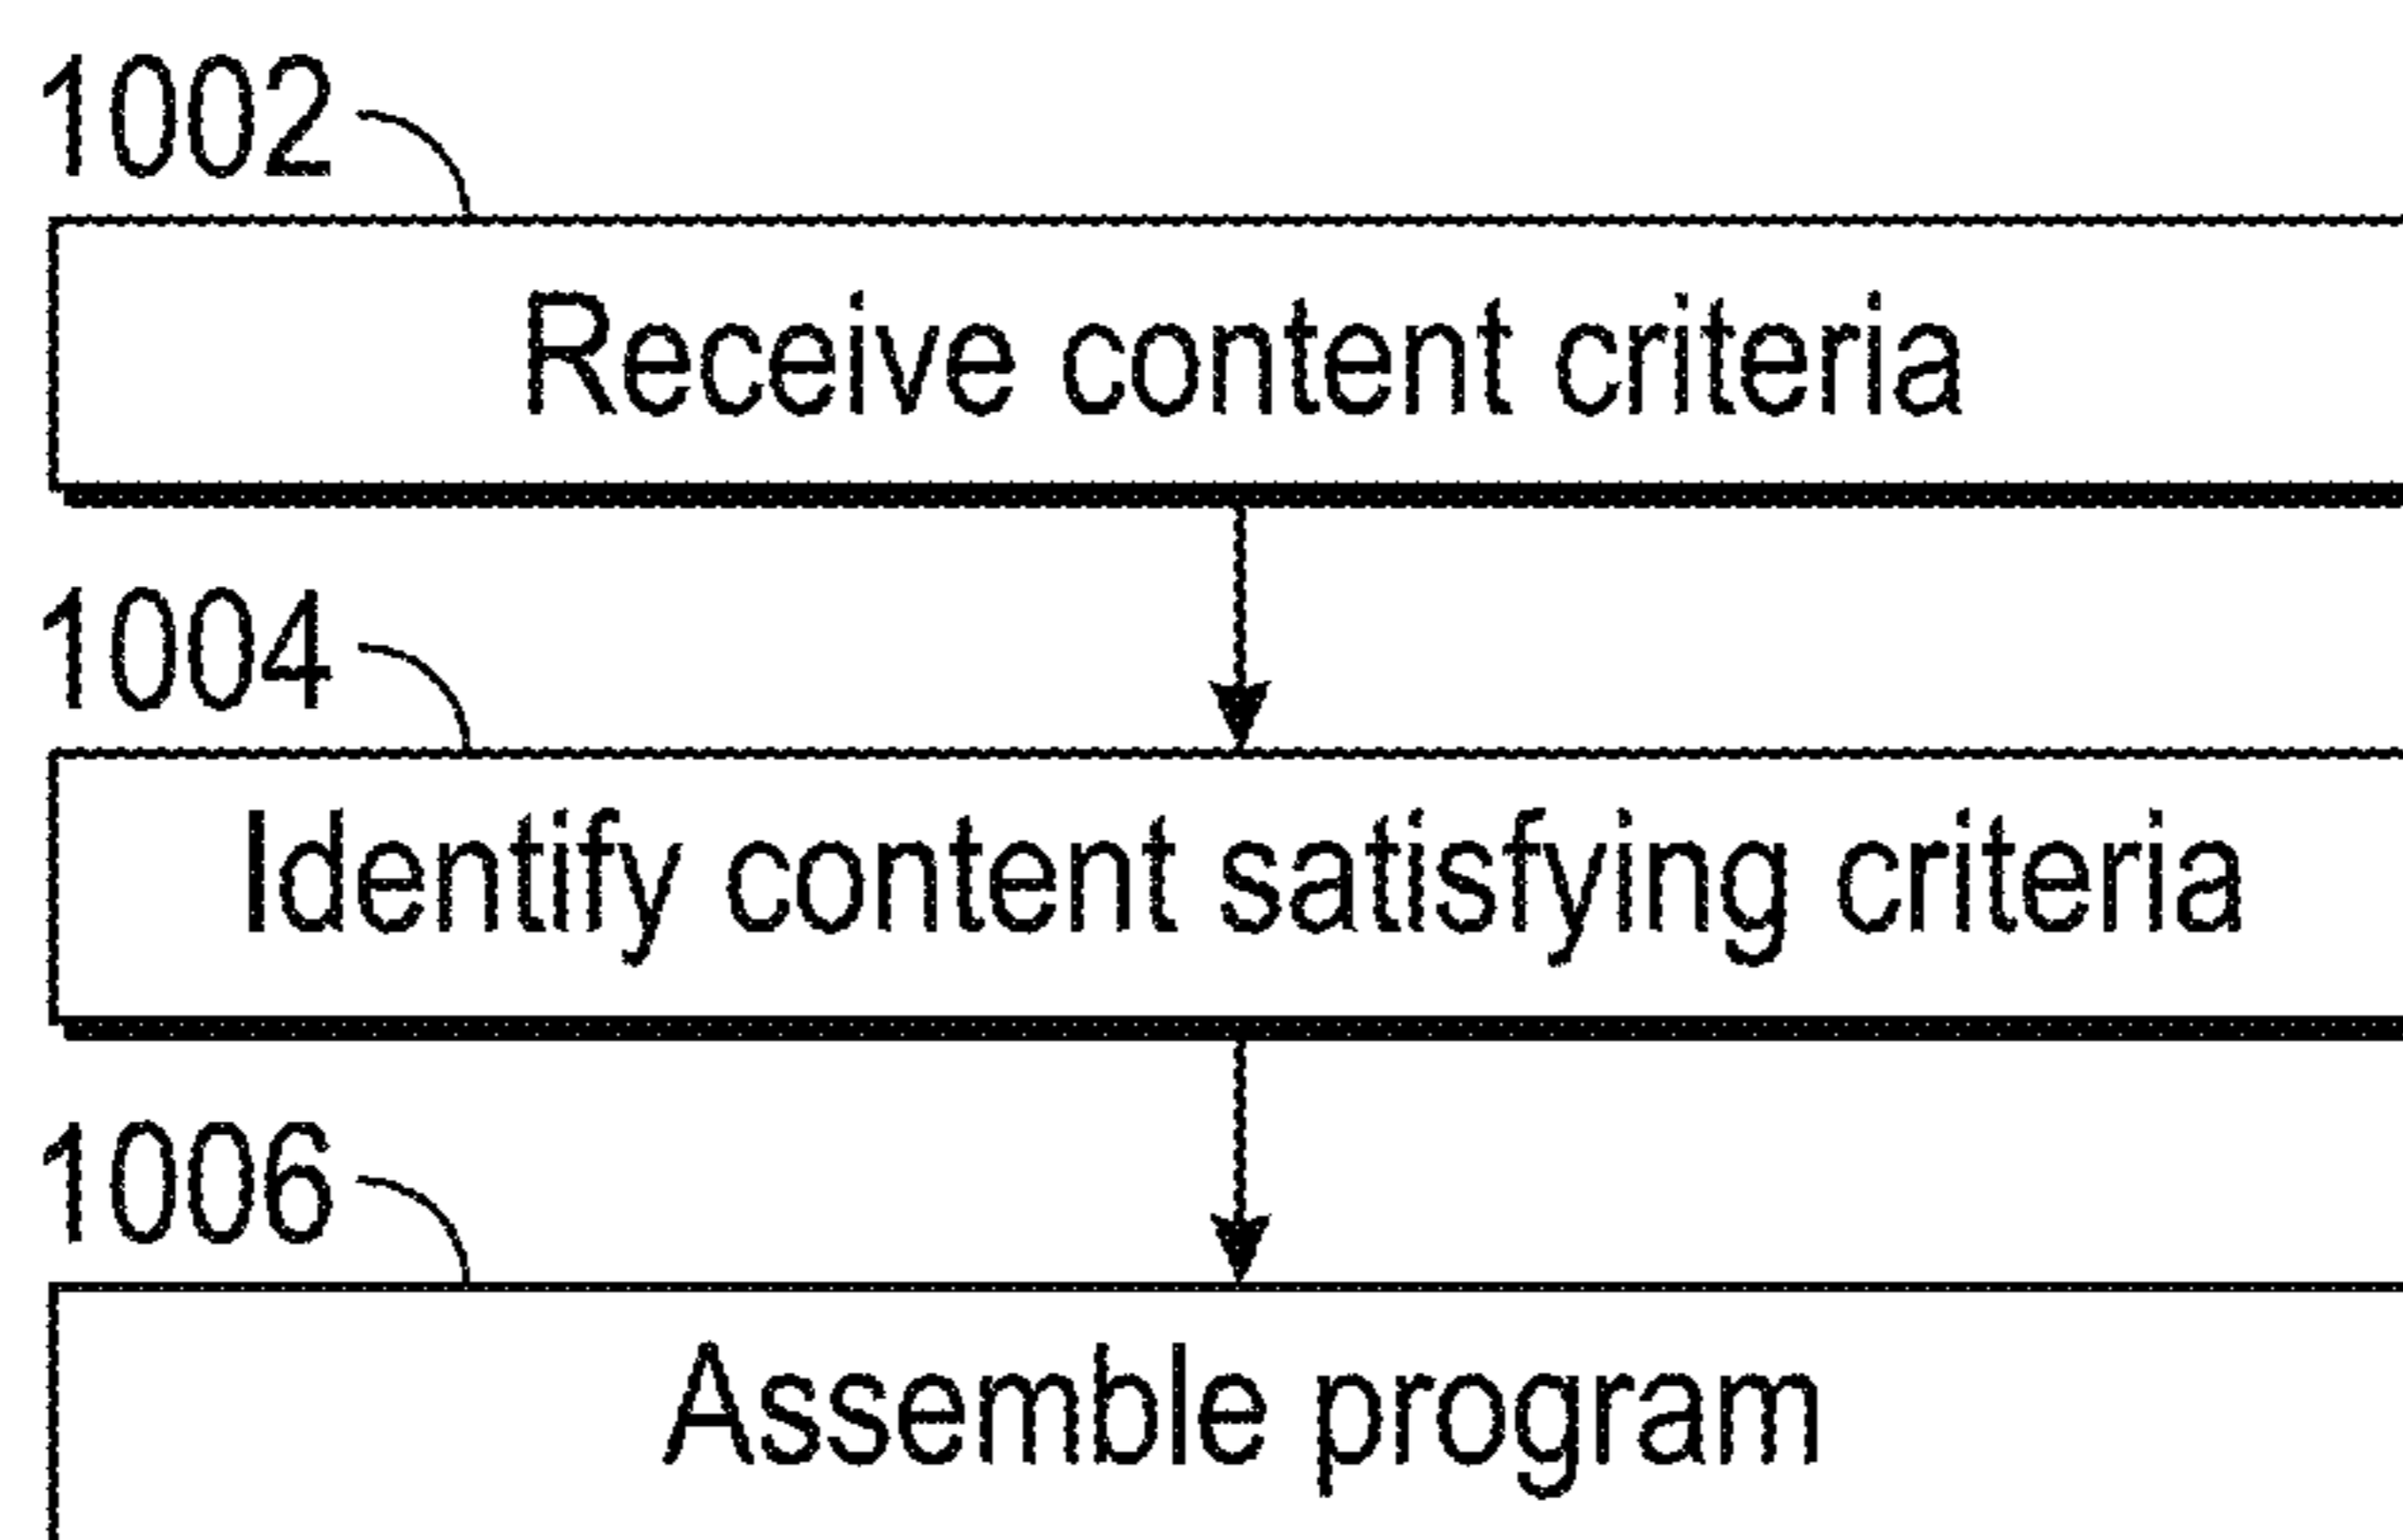 1002
Receive content criteria
1004
Identify content satisfying criteria
1006
Assemble program